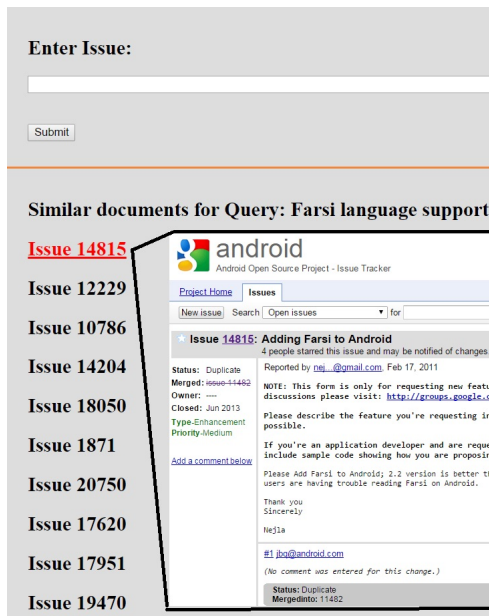 Enter Issue:
Submit
Similar documents for Query: Farsi language support
Issue 14815
Issue 12229
Issue 10786
Issue 14204
Issue 18050
Issue 1871
Issue 20750
Issue 17620
Issue 17951
Issue 19470
android
Android Open Source Project - Issue Tracker
Project Home Issues
New issue Search Open issues for
Issue 14815: Adding Farsi to Android
4 people starred this issue and may be notified of changes.
Status: Duplicate
Merged: issue 11482
Owner: ----
Closed: Jun 2013
Type-Enhancement
Priority-Medium
Add a comment below
Reported by nej...@gmail.com, Feb 17, 2011
NOTE: This form is only for requesting new featu
discussions please visit: http://groups.google.c
Please describe the feature you're requesting in
possible.
If you're an application developer and are reque
include sample code showing how you are proposin
Please Add Farsi to Android; 2.2 version is better th
users are having trouble reading Farsi on Android.
Thank you
Sincerely
Nejla
#1 jbq@android.com
(No comment was entered for this change.)
Status: Duplicate
Mergedinto: 11482